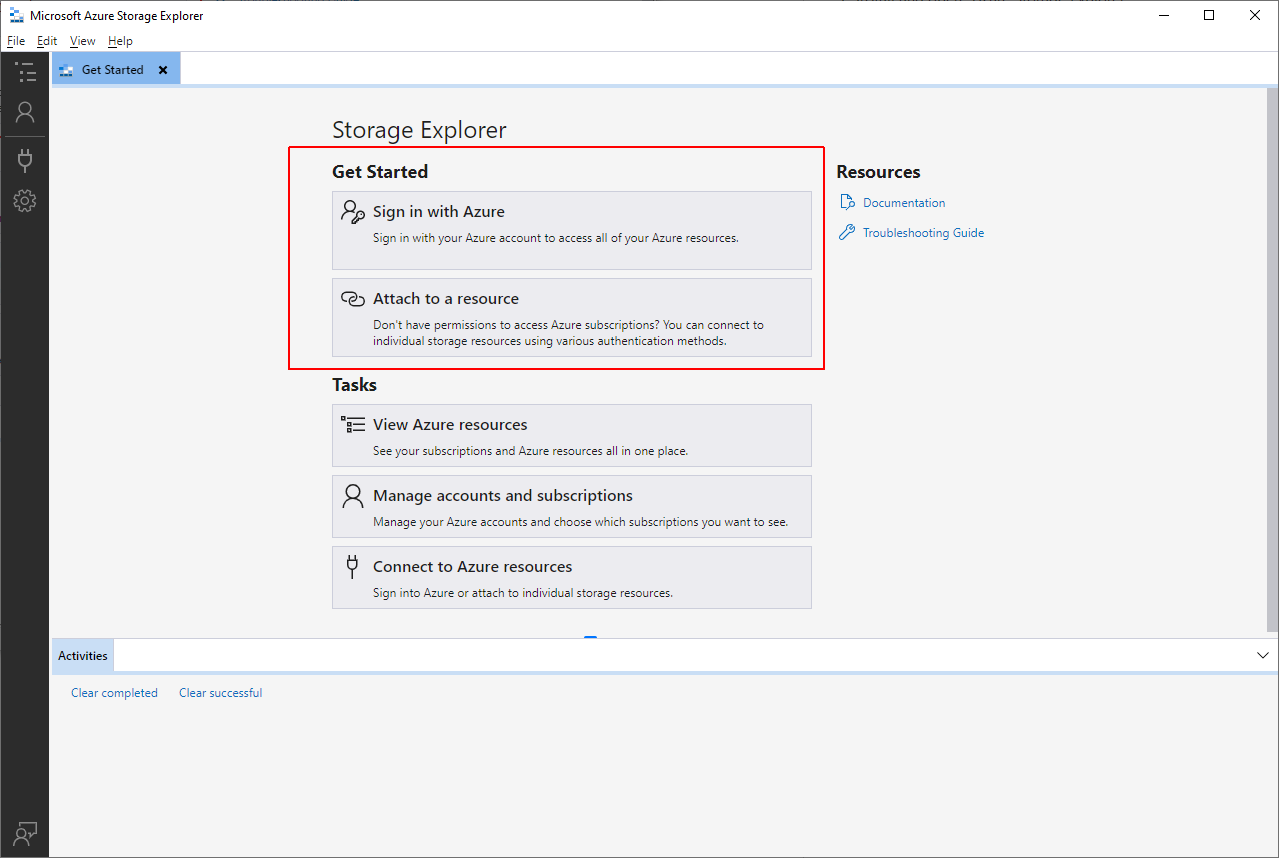 Microsoft Azure Storage Explorer
File Edit View Help
Get Started
Storage Explorer
Get Started
Sign in with Azure
Sign in with your Azure account to access all of your Azure resources.
Attach to a resource
Don't have permissions to access Azure subscriptions? You can connect to
individual storage resources using various authentication methods.
Resources
Documentation
Troubleshooting Guide
Tasks
View Azure resources
See your subscriptions and Azure resources all in one place.
Manage accounts and subscriptions
Manage your Azure accounts and choose which subscriptions you want to see.
Connect to Azure resources
Sign into Azure or attach to individual storage resources.
Activities
Clear completed Clear successful